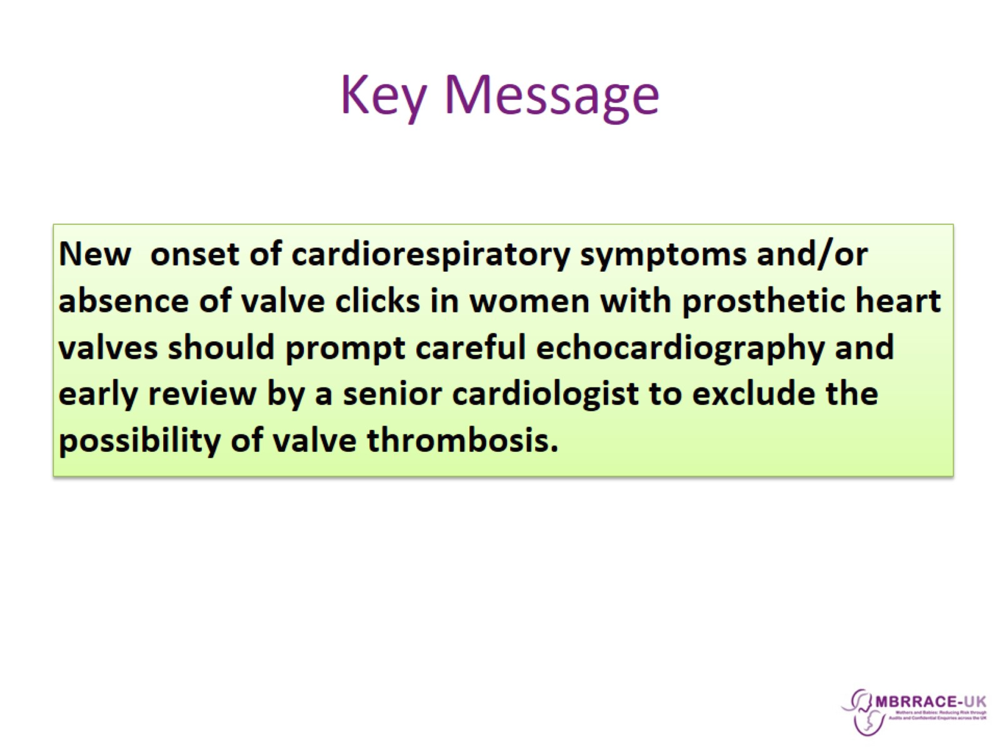 Key Message
New  onset of cardiorespiratory symptoms and/or
absence of valve clicks in women with prosthetic heart
valves should prompt careful echocardiography and
early review by a senior cardiologist to exclude the
possibility of valve thrombosis.
MBRRACE-UK
Mothers and Babies: Reducing Risk through
Audits and Confidential Enquiries across the UK